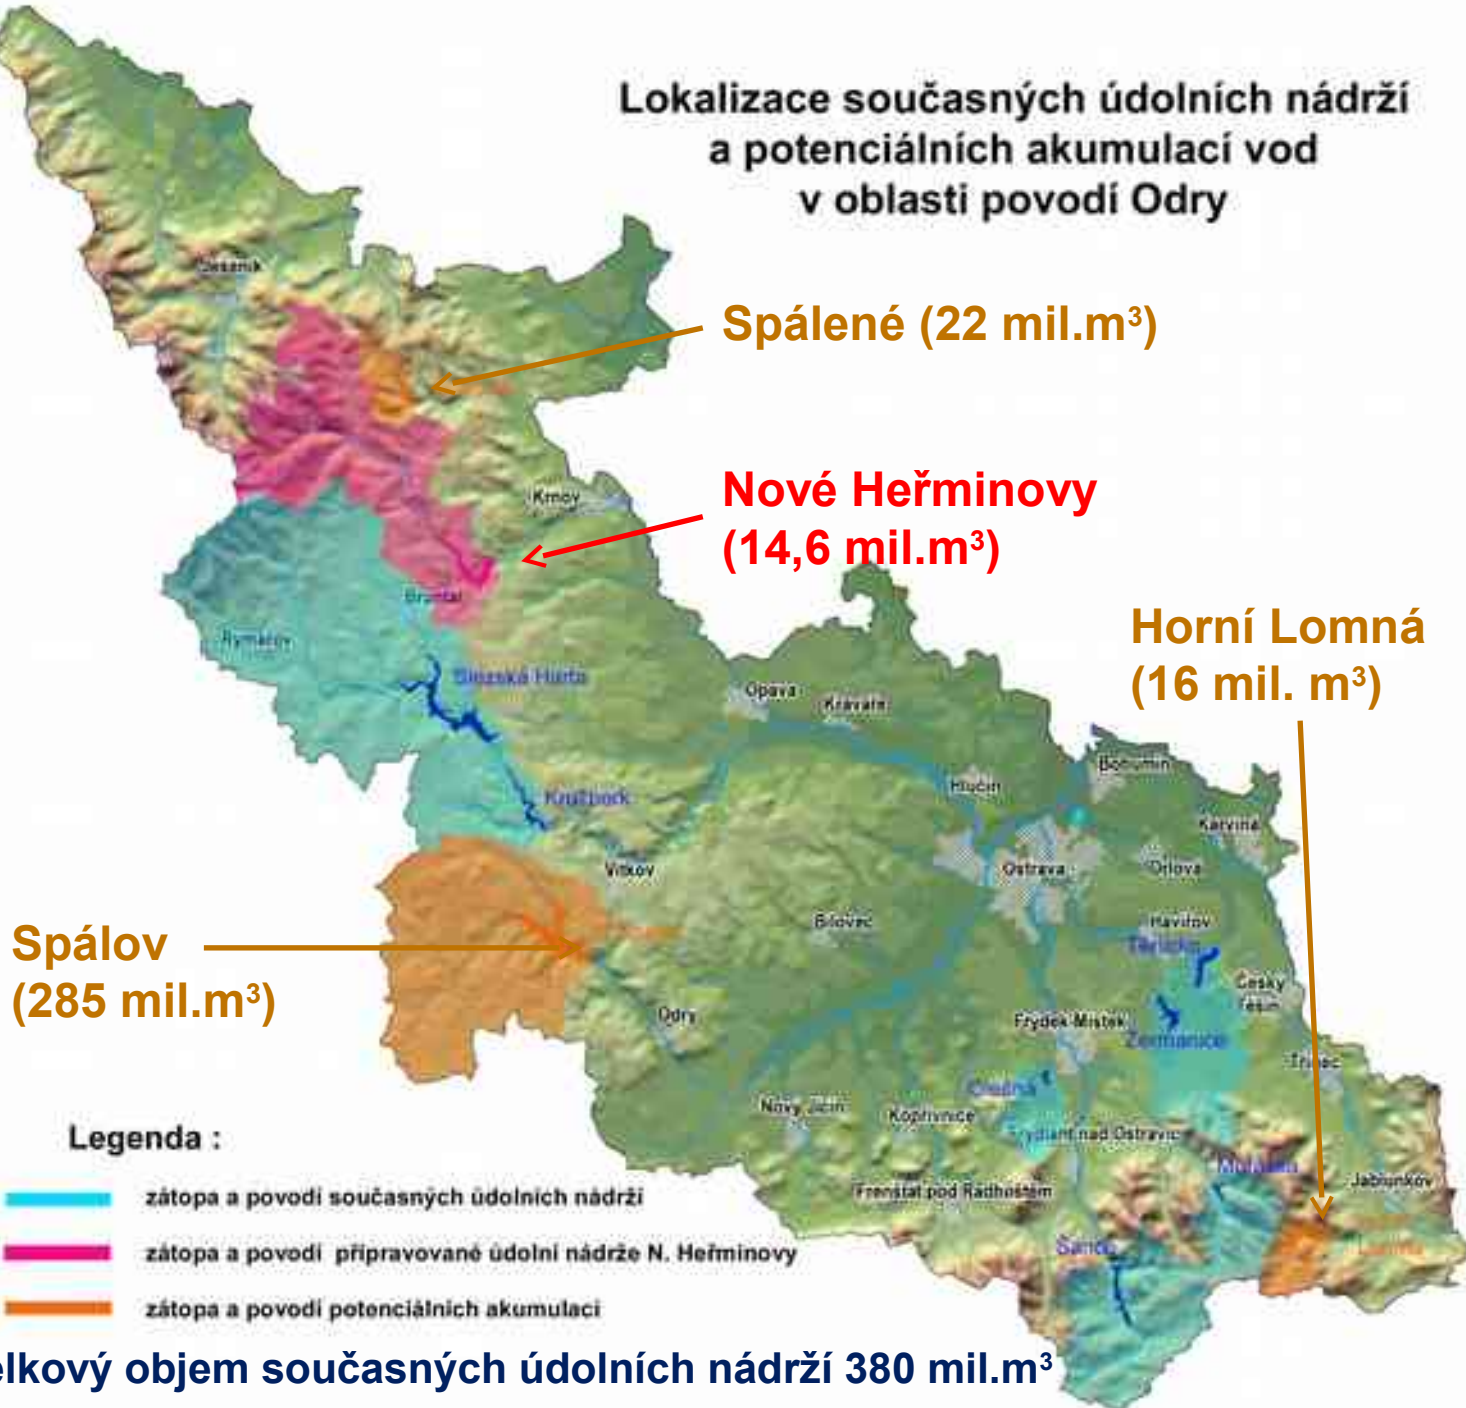 Lokalizace současných údolních nádrží
a potenciálních akumulací vod
v oblasti povodí Odry
Jeseník
Spálené (22 mil.m³)
Nové Heřminovy
(14,6 mil.m³)
Krnov
Bruntál
Rýmařov
Horní Lomná
(16 mil. m³)
Slezská Harta
Opava
Kravaře
Bohumín
Kružberk
Hlučín
Karviná
Vítkov
Ostrava
Orlová
Spálov
(285 mil.m³)
Bílovec
Havířov
Těrlicko
Český
Těšín
Odry
Frýdek-Místek
Žermanice
Třinec
Olešná
Nový Jičín
Kopřivnice
Frýdlant nad Ostravicí
Legenda :
Morávka
Jablunkov
Frenštát pod Radhoštěm
zátopa a povodí současných údolních nádrží
Šance
Lomná
zátopa a povodí připravované údolní nádrže N. Heřminovy
zátopa a povodí potenciálních akumulací
elkový objem současných údolních nádrží 380 mil.m³